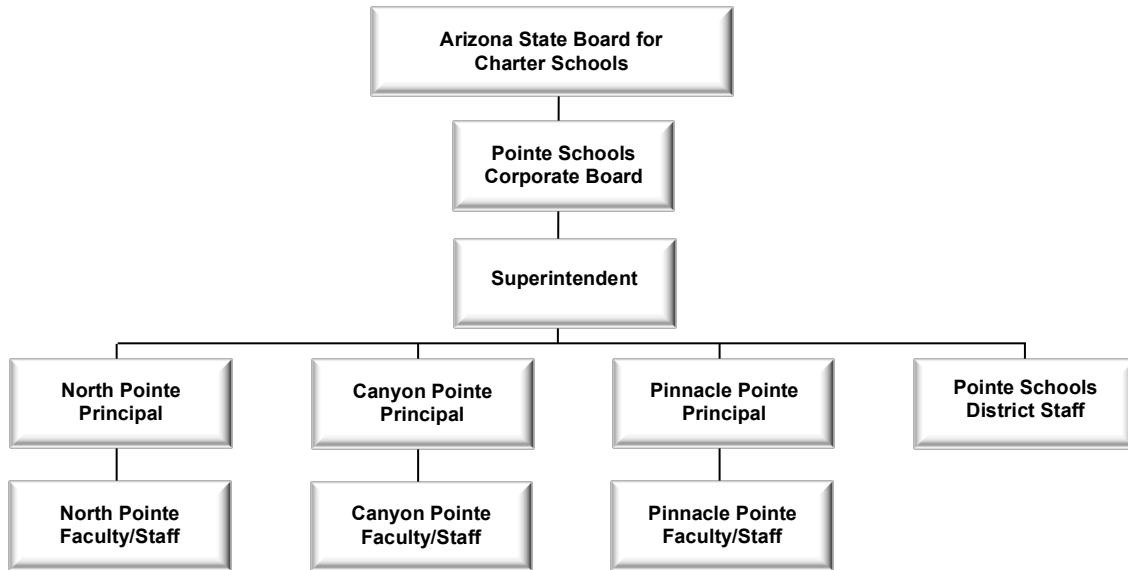 Arizona State Board for
Charter Schools
Pointe Schools
Corporate Board
Superintendent
North Pointe
Principal
Canyon Pointe
Principal
Pinnacle Pointe
Principal
Pointe Schools
District Staff
North Pointe
Faculty/Staff
Canyon Pointe
Faculty/Staff
Pinnacle Pointe
Faculty/Staff